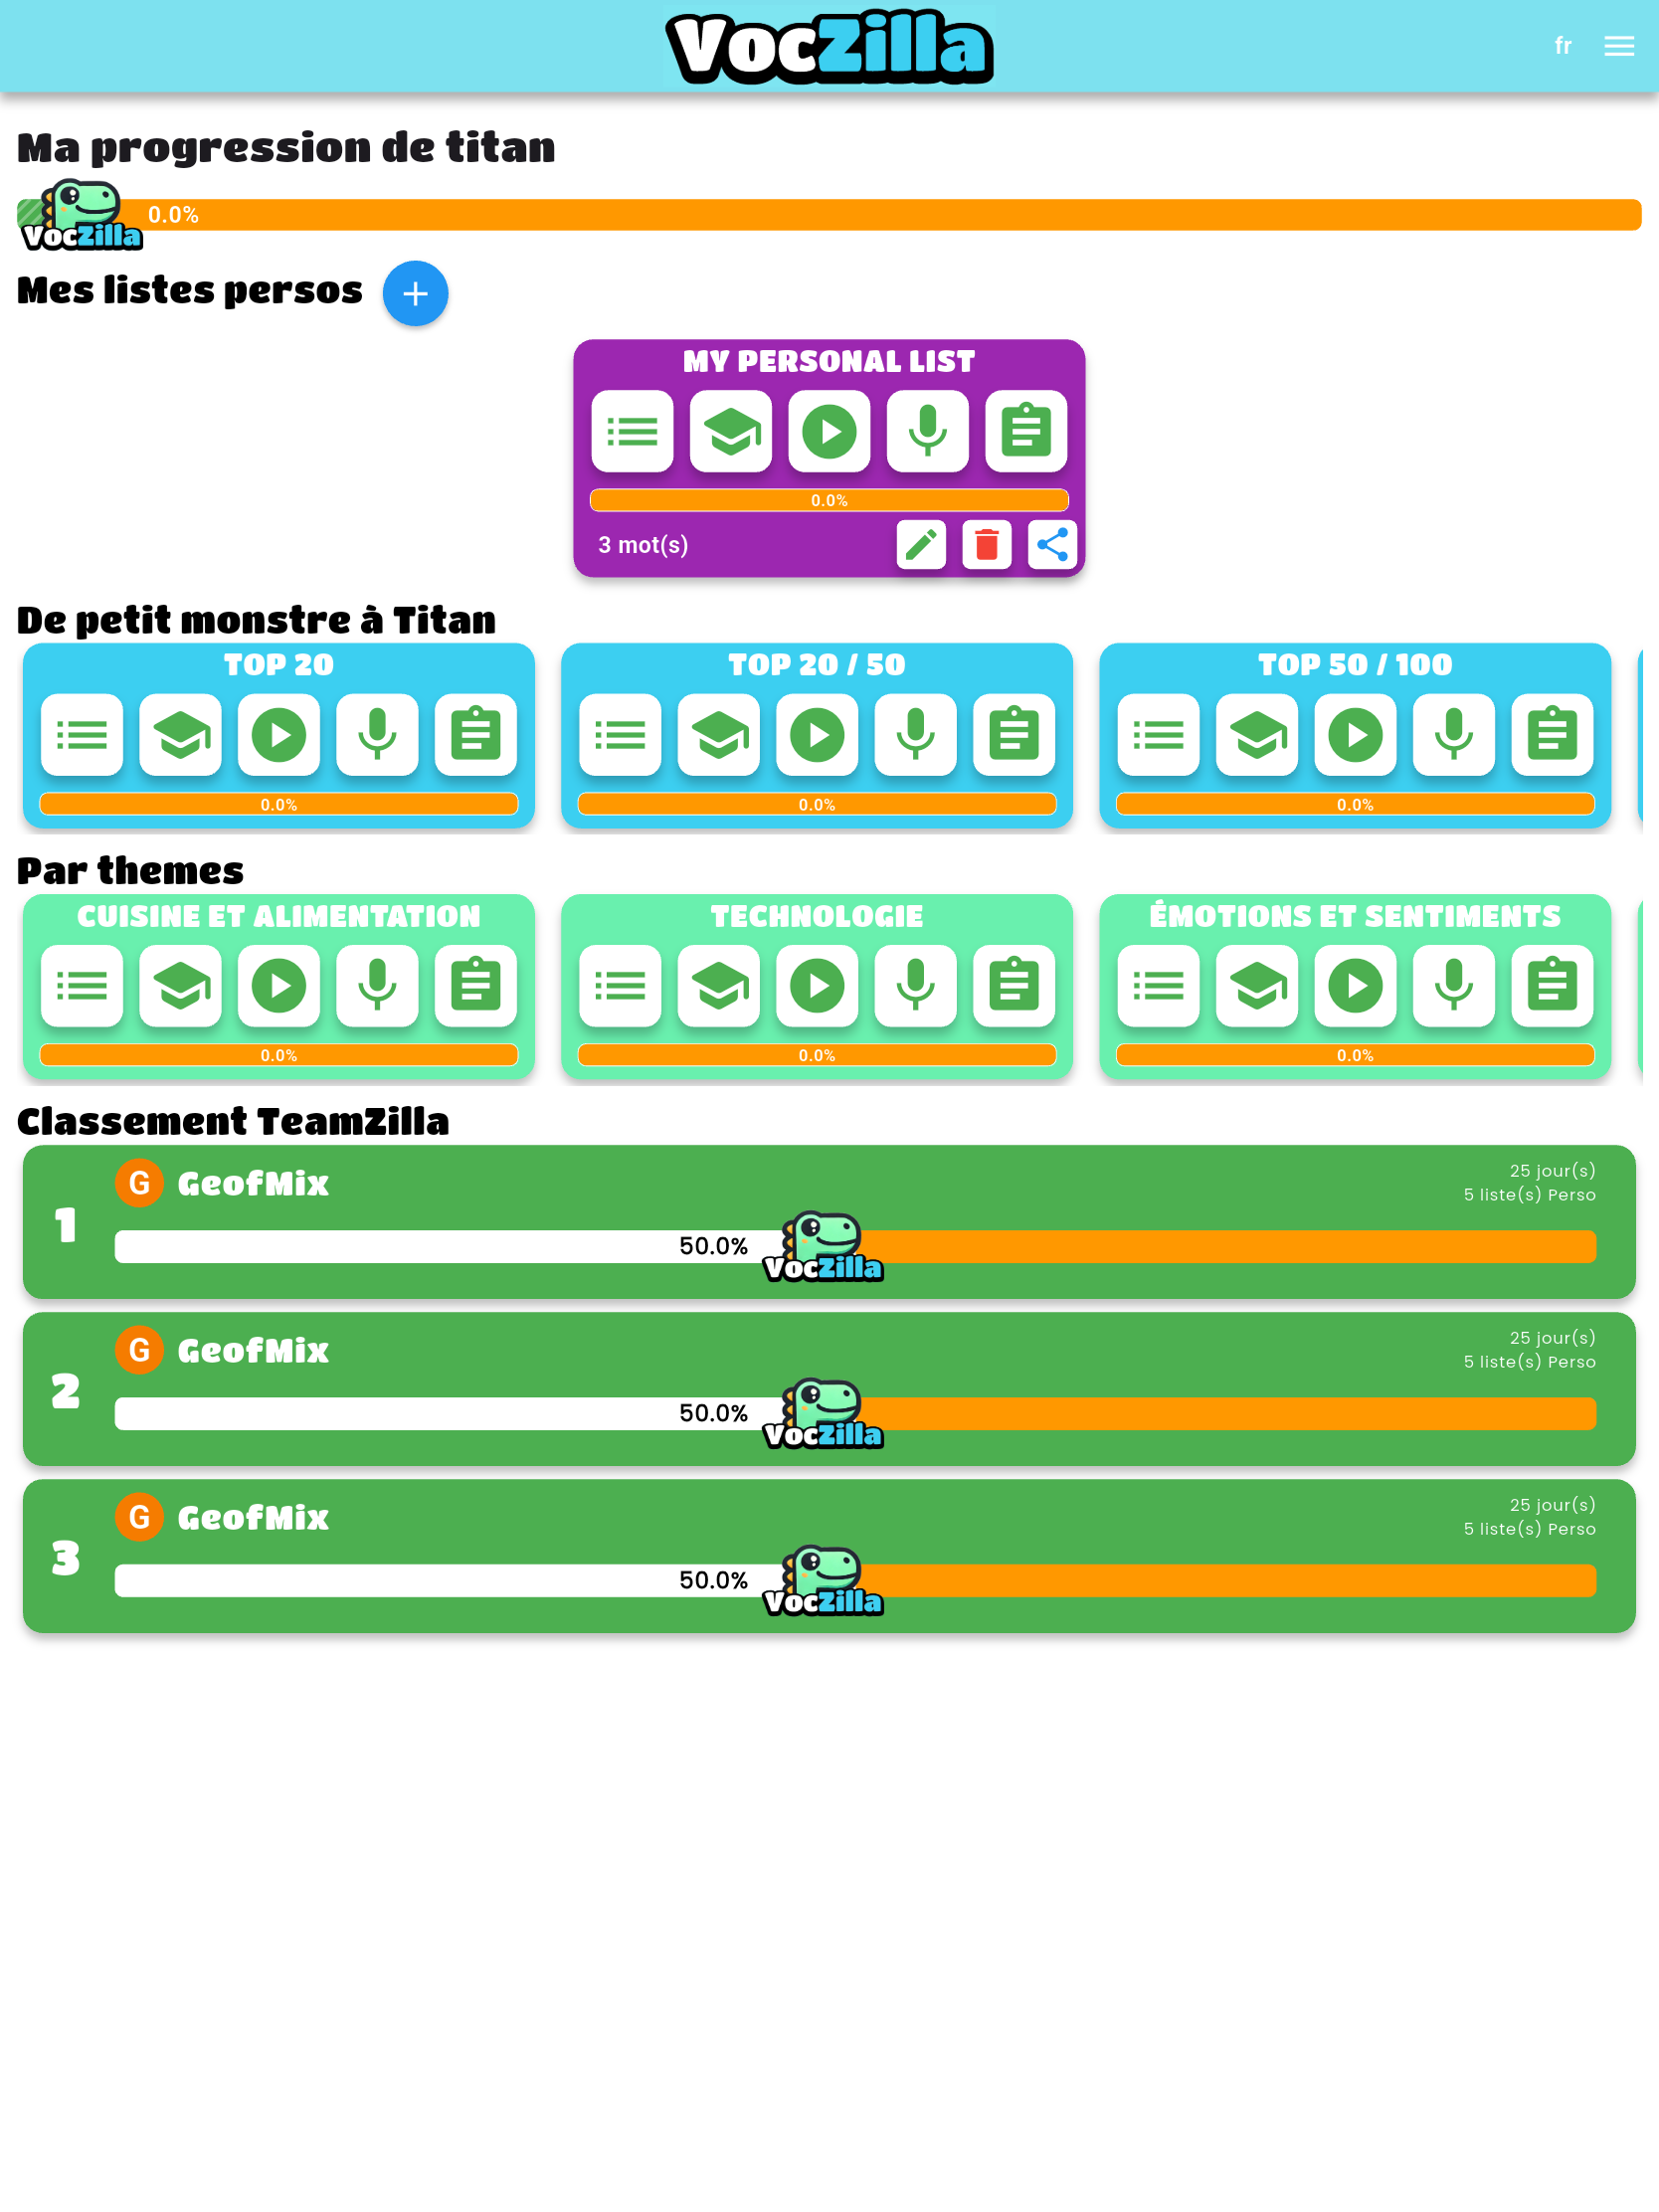 VocZilla
fr
Ma progression de titan
VocZilla
0.0%
Mes listes persos
MY PERSONAL LIST
0.0%
3 mot(s)
De petit monstre à Titan
TOP 20
TOP 20 / 50
TOP 50 / 100
0.0%
0.0%
0.0%
Par themes
CUISINE ET ALIMENTATION
TECHNOLOGIE
ÉMOTIONS ET SENTIMENTS
0.0%
0.0%
0.0%
Classement TeamZilla
1
G
GeofMix
25 jour(s)
5 liste(s) Perso
50.0%
VocZilla
2
G
GeofMix
25 jour(s)
5 liste(s) Perso
50.0%
VocZilla
3
G
GeofMix
25 jour(s)
5 liste(s) Perso
50.0%
VocZilla